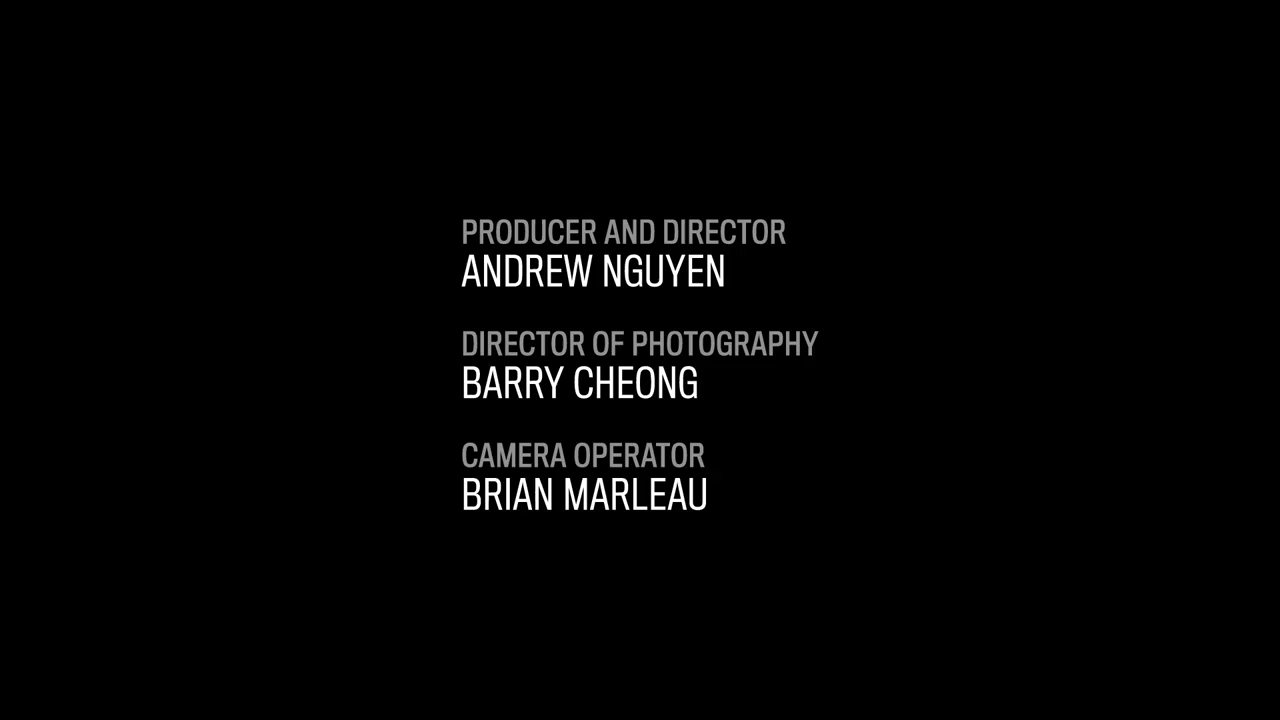 PRODUCER AND DIRECTOR
ANDREW NGUYEN
DIRECTOR OF PHOTOGRAPHY
BARRY CHEONG
CAMERA OPERATOR
BRIAN MARLEAU